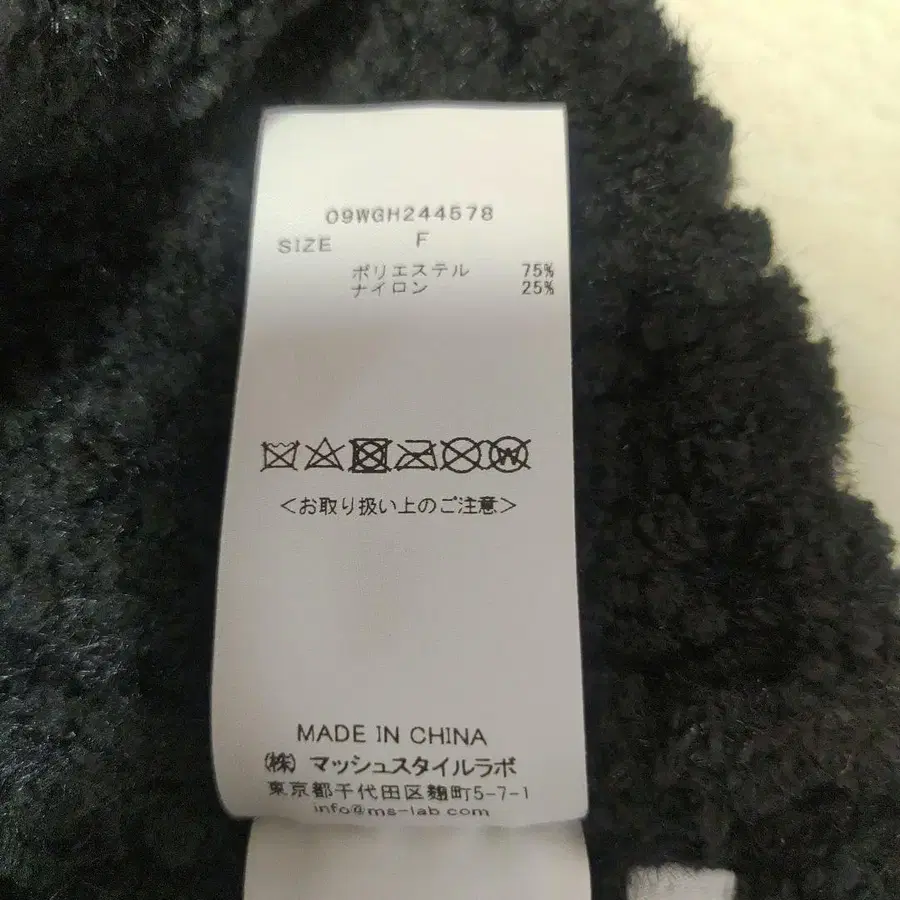 09WGH244578
SIZE F
ポリエステル 75%
ナイロン 25%
W
<お取り扱い上のご注意>
MADE IN CHINA
(株) マッシュスタイルラボ
東京都千代田区麹町5-7-1
info@ms-lab.com